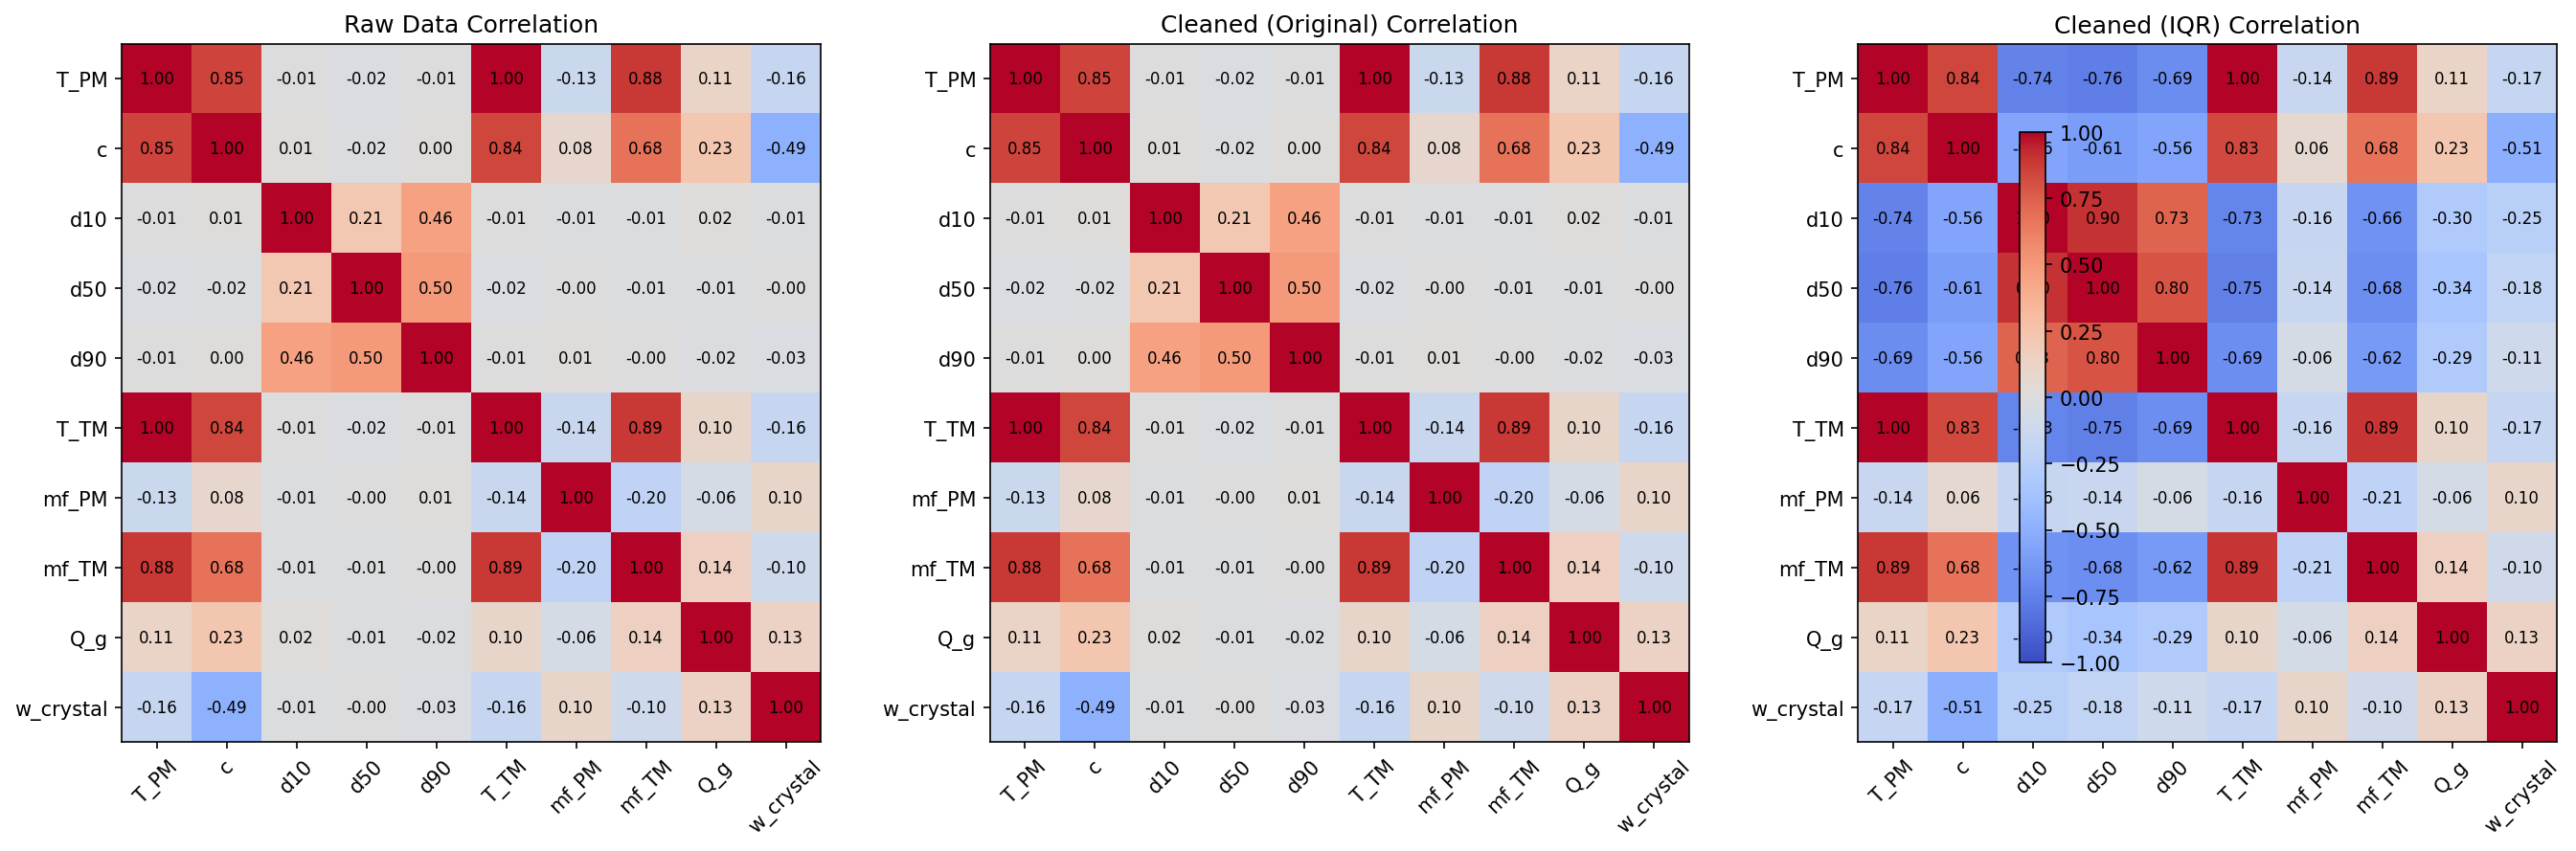 Raw Data Correlation
T_PM 1.00 0.85 -0.01 -0.02 -0.01 1.00 -0.13 0.88 0.11 -0.16
c 0.85 1.00 0.01 -0.02 0.00 0.84 0.08 0.68 0.23 -0.49
d10 -0.01 0.01 1.00 0.21 0.46 -0.01 -0.01 -0.01 0.02 -0.01
d50 -0.02 -0.02 0.21 1.00 0.50 -0.02 -0.00 -0.01 -0.01 -0.00
d90 -0.01 0.00 0.46 0.50 1.00 -0.01 0.01 -0.00 -0.02 -0.03
T_TM 1.00 0.84 -0.01 -0.02 -0.01 1.00 -0.14 0.89 0.10 -0.16
mf_PM -0.13 0.08 -0.01 -0.00 0.01 -0.14 1.00 -0.20 -0.06 0.10
mf_TM 0.88 0.68 -0.01 -0.01 -0.00 0.89 -0.20 1.00 0.14 -0.10
Q_g 0.11 0.23 0.02 -0.01 -0.02 0.10 -0.06 0.14 1.00 0.13
w_crystal -0.16 -0.49 -0.01 -0.00 -0.03 -0.16 0.10 -0.10 0.13 1.00
T_PM c d10 d50 d90 T_TM mf_PM mf_TM Q_g w_crystal
Cleaned (Original) Correlation
T_PM 1.00 0.85 -0.01 -0.02 -0.01 1.00 -0.13 0.88 0.11 -0.16
c 0.85 1.00 0.01 -0.02 0.00 0.84 0.08 0.68 0.23 -0.49
d10 -0.01 0.01 1.00 0.21 0.46 -0.01 -0.01 -0.01 0.02 -0.01
d50 -0.02 -0.02 0.21 1.00 0.50 -0.02 -0.00 -0.01 -0.01 -0.00
d90 -0.01 0.00 0.46 0.50 1.00 -0.01 0.01 -0.00 -0.02 -0.03
T_TM 1.00 0.84 -0.01 -0.02 -0.01 1.00 -0.14 0.89 0.10 -0.16
mf_PM -0.13 0.08 -0.01 -0.00 0.01 -0.14 1.00 -0.20 -0.06 0.10
mf_TM 0.88 0.68 -0.01 -0.01 -0.00 0.89 -0.20 1.00 0.14 -0.10
Q_g 0.11 0.23 0.02 -0.01 -0.02 0.10 -0.06 0.14 1.00 0.13
w_crystal -0.16 -0.49 -0.01 -0.00 -0.03 -0.16 0.10 -0.10 0.13 1.00
T_PM c d10 d50 d90 T_TM mf_PM mf_TM Q_g w_crystal
Cleaned (IQR) Correlation
T_PM 1.00 0.84 -0.74 -0.76 -0.69 1.00 -0.14 0.89 0.11 -0.17
c 0.84 1.00 -0.61 -0.56 0.83 0.06 0.68 0.23 -0.51
d10 -0.74 -0.56 0.90 0.73 -0.73 -0.16 -0.66 -0.30 -0.25
d50 -0.76 -0.61 1.00 0.80 -0.75 -0.14 -0.68 -0.34 -0.18
d90 -0.69 -0.56 0.80 1.00 -0.69 -0.06 -0.62 -0.29 -0.11
T_TM 1.00 0.83 -0.75 -0.69 1.00 -0.16 0.89 0.10 -0.17
mf_PM -0.14 0.06 -0.14 -0.06 -0.16 1.00 -0.21 -0.06 0.10
mf_TM 0.89 0.68 -0.68 -0.62 0.89 -0.21 1.00 0.14 -0.10
Q_g 0.11 0.23 -0.34 -0.29 0.10 -0.06 0.14 1.00 0.13
w_crystal -0.17 -0.51 -0.25 -0.18 -0.11 -0.17 0.10 -0.10 0.13 1.00
T_PM c d10 d50 d90 T_TM mf_PM mf_TM Q_g w_crystal
1.00
0.75
0.50
0.25
0.00
−0.25
−0.50
−0.75
−1.00